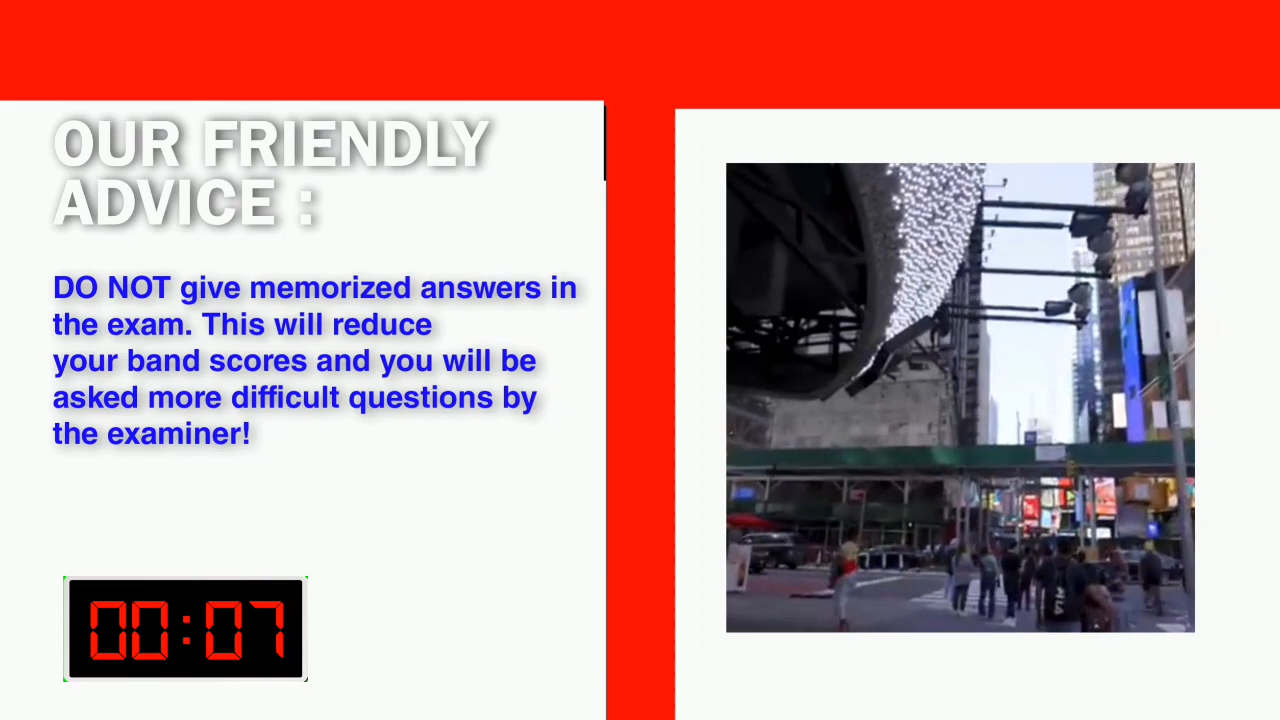 OUR FRIENDLY
ADVICE :
DO NOT give memorized answers in
the exam. This will reduce
your band scores and you will be
asked more difficult questions by
the examiner!
00:07